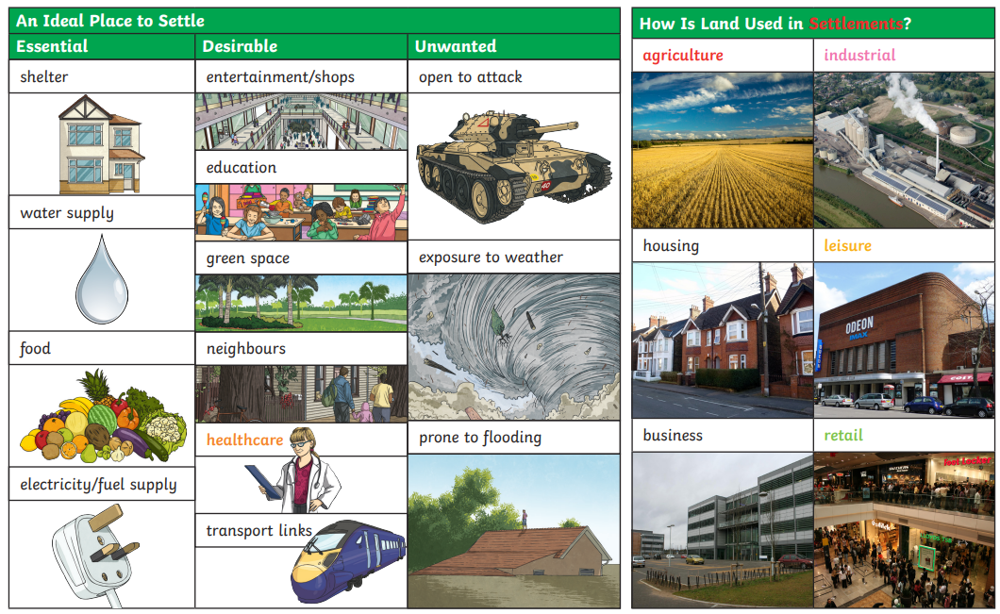 An Ideal Place to Settle
Essential
Desirable
Unwanted
shelter
water supply
food
electricity/fuel supply
entertainment/shops
education
green space
neighbours
healthcare
transport links
open to attack
40
exposure to weather
prone to flooding
How Is Land Used in Settlements?
agriculture
industrial
housing
leisure
ODEON
IMAX
COSTA
business
retail
foot locker